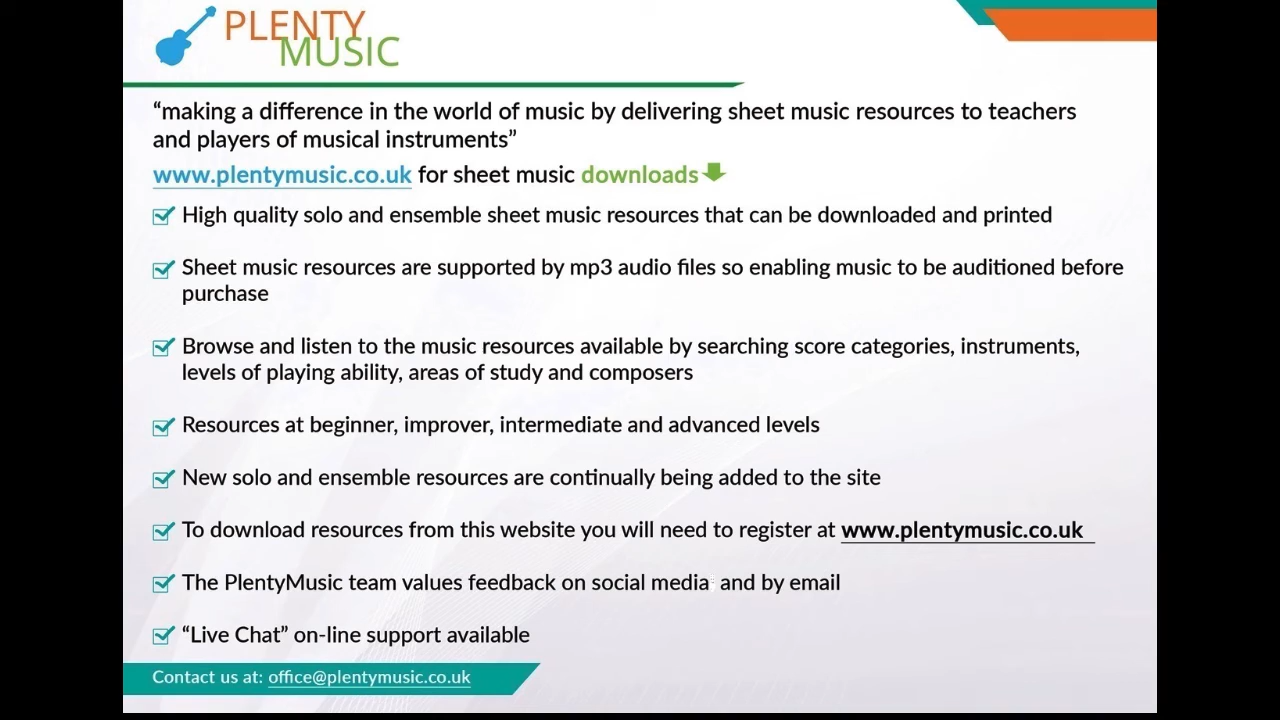 PLENTY
MUSIC
“making a difference in the world of music by delivering sheet music resources to teachers
and players of musical instruments”
www.plentymusic.co.uk for sheet music downloads
High quality solo and ensemble sheet music resources that can be downloaded and printed
Sheet music resources are supported by mp3 audio files so enabling music to be auditioned before
purchase
Browse and listen to the music resources available by searching score categories, instruments,
levels of playing ability, areas of study and composers
Resources at beginner, improver, intermediate and advanced levels
New solo and ensemble resources are continually being added to the site
To download resources from this website you will need to register at www.plentymusic.co.uk
The PlentyMusic team values feedback on social media and by email
“Live Chat” on-line support available
Contact us at: office@plentymusic.co.uk